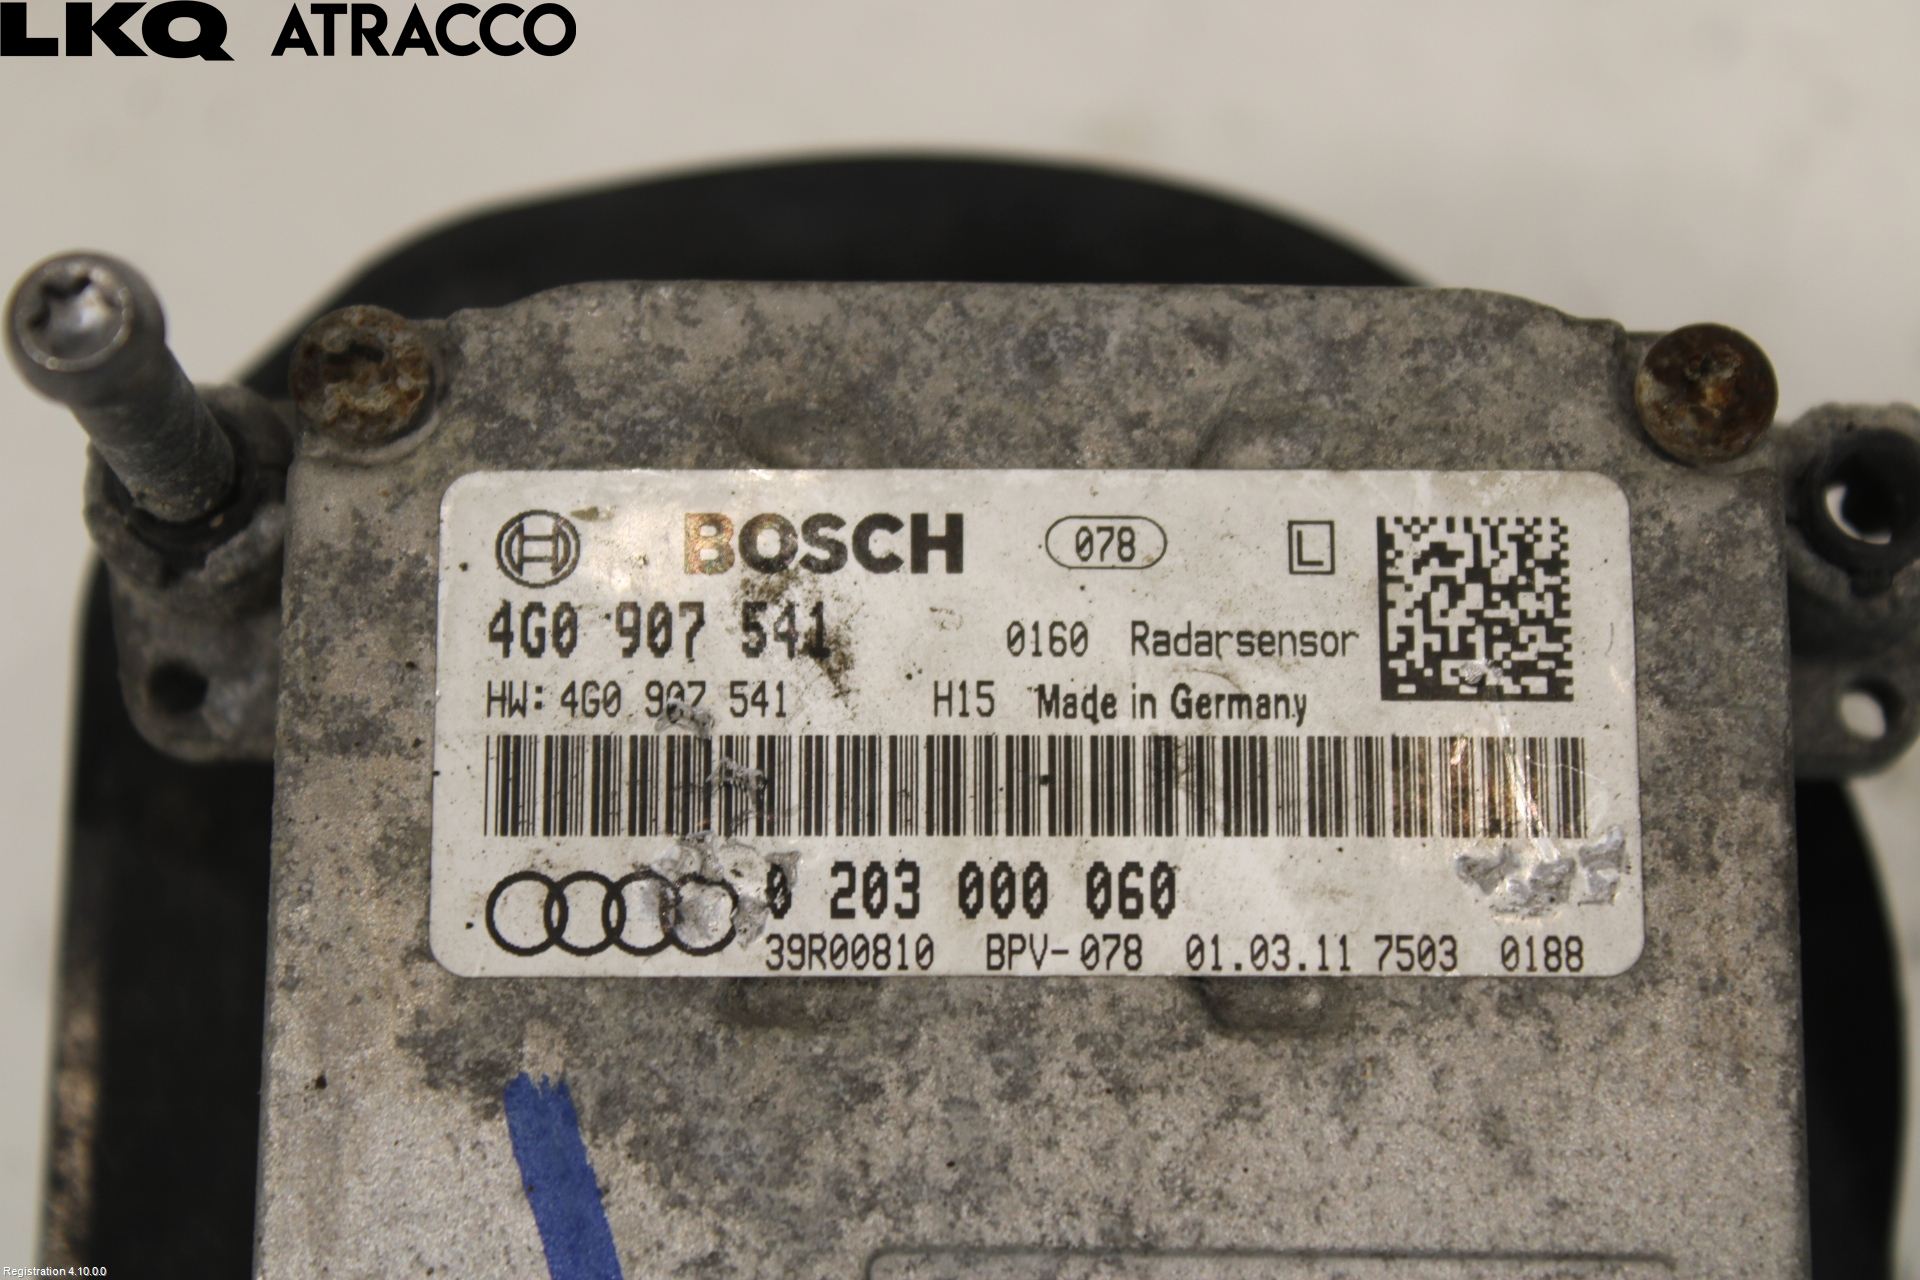 LKQ ATRACCO
BOSCH 078 L
4G0 907 541 0160 Radarsensor
HW: 4G0 907 541 H15 Made in Germany
0 203 000 060
39R00810 BPV-078 01.03.11 7503 0188
Registration 4.10.0.0